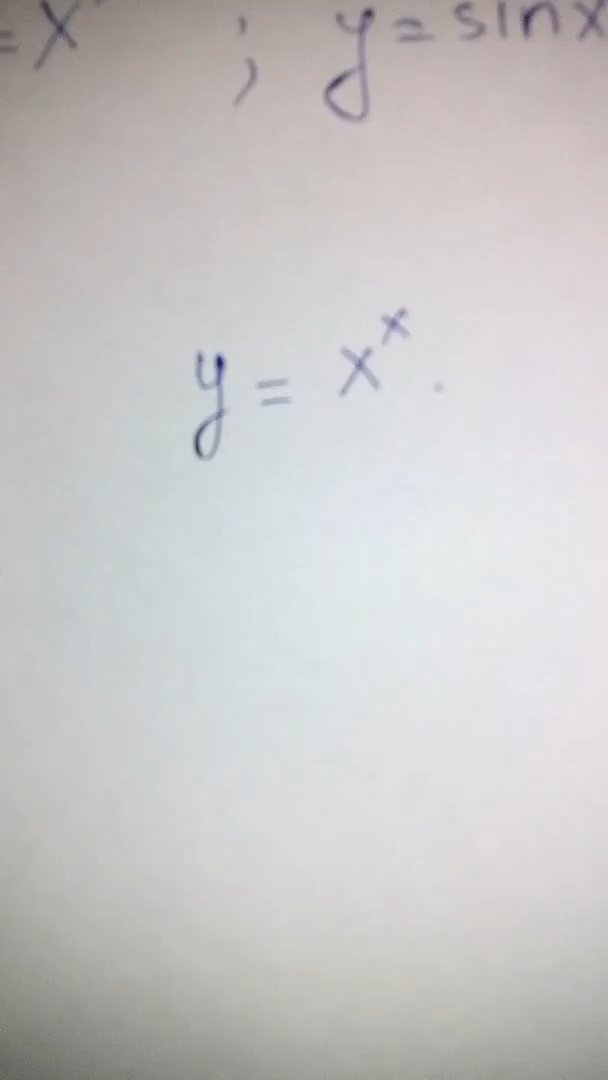 = x ; y = sinx
y = x^x.